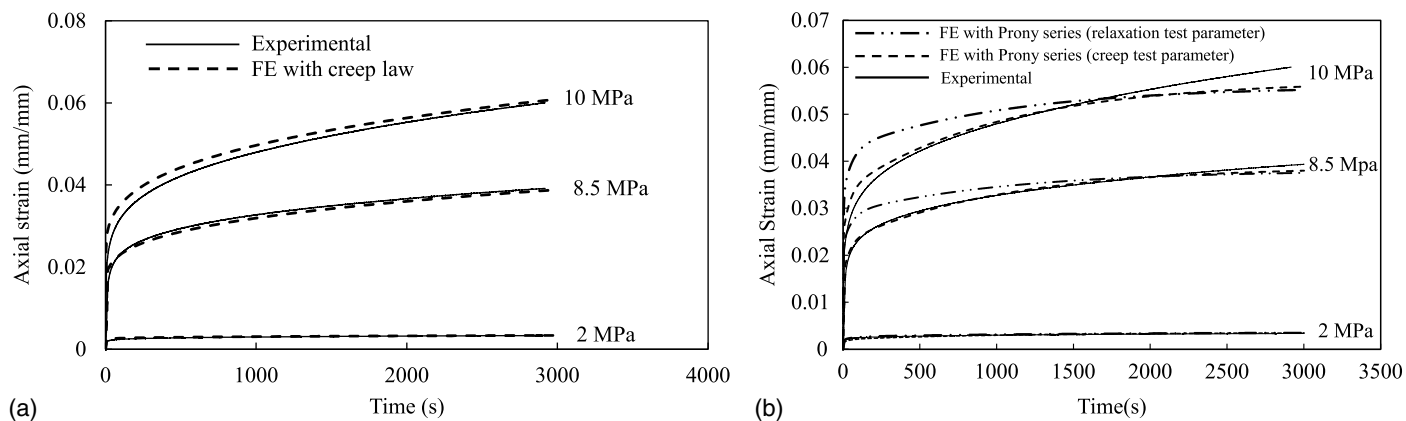 0.08
0.06
0.04
0.02
0
Axial strain (mm/mm)
Experimental
FE with creep law
10 MPa
8.5 MPa
2 MPa
0 1000 2000 3000 4000
Time (s)
(a)
0.07
0.06
0.05
0.04
0.03
0.02
0.01
0
Axial Strain (mm/mm)
FE with Prony series (relaxation test parameter)
FE with Prony series (creep test parameter)
Experimental
10 MPa
8.5 Mpa
2 MPa
0 500 1000 1500 2000 2500 3000 3500
Time(s)
(b)